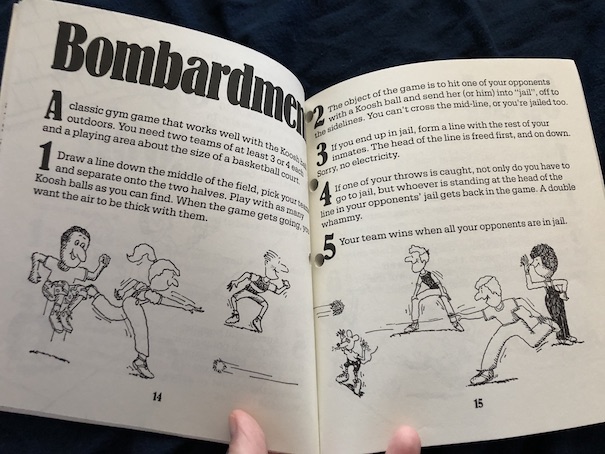 Bombardmen
A classic gym game that works well with the Koosh
outdoors. You need two teams of at least 3 or 4 each
and a playing area about the size of a basketball court.
1 Draw a line down the middle of the field, pick your
and separate onto the two halves. Play with as many
Koosh balls as you can find. When the game gets going,
want the air to be thick with them.
14
2 The object of the game is to hit one of your opponents
with a Koosh ball and send her (or him) into "jail", off to
the sidelines. You can't cross the mid-line, or you're jailed too.
3 If you end up in jail, form a line with the rest of your
inmates. The head of the line is freed first, and on down.
Sorry, no electricity.
4 If one of your throws is caught, not only do you have to
go to jail, but whoever is standing at the head of the
line in your opponents' jail gets back in the game. A double
whammy.
5 Your team wins when all your opponents are in jail.
15